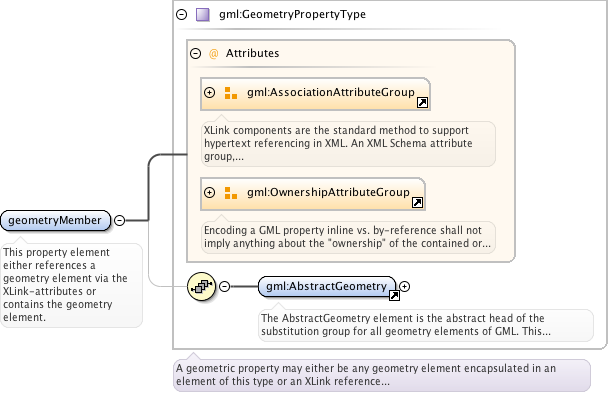 gml:GeometryPropertyType
@ Attributes
gml:AssociationAttributeGroup
XLink components are the standard method to support
hypertext referencing in XML. An XML Schema attribute
group,...
gml:OwnershipAttributeGroup
Encoding a GML property inline vs. by-reference shall not
imply anything about the "ownership" of the contained or...
geometryMember
This property element
either references a
geometry element via the
XLink-attributes or
contains the geometry
element.
gml:AbstractGeometry
The AbstractGeometry element is the abstract head of the
substitution group for all geometry elements of GML. This...
A geometric property may either be any geometry element encapsulated in an
element of this type or an XLink reference...